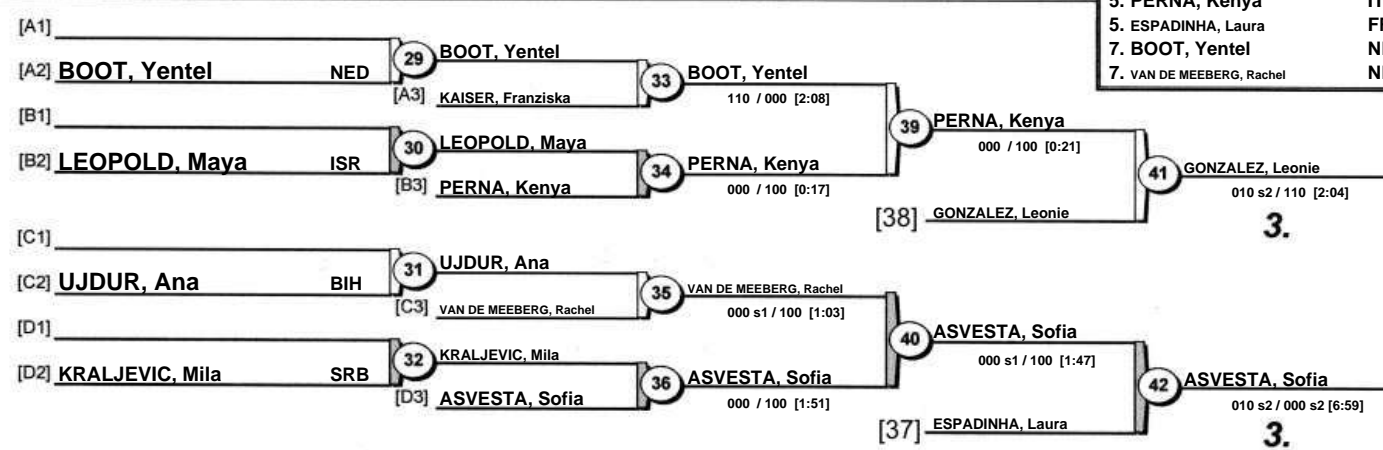 5. PERNA, Kenya
5. ESPADINHA, Laura
7. BOOT, Yentel
7. VAN DE MEEBERG, Rachel
[A1]
[A2] BOOT, Yentel NED
29
BOOT, Yentel
[A3] KAISER, Franziska
33
BOOT, Yentel
110 / 000 [2:08]
[B1]
[B2] LEOPOLD, Maya ISR
30
LEOPOLD, Maya
[B3] PERNA, Kenya
34
PERNA, Kenya
000 / 100 [0:17]
39
PERNA, Kenya
000 / 100 [0:21]
[38] GONZALEZ, Leonie
41
GONZALEZ, Leonie
010 s2 / 110 [2:04]
3.
[C1]
[C2] UJDUR, Ana BIH
31
UJDUR, Ana
[C3] VAN DE MEEBERG, Rachel
35
VAN DE MEEBERG, Rachel
000 s1 / 100 [1:03]
[D1]
[D2] KRALJEVIC, Mila SRB
32
KRALJEVIC, Mila
[D3] ASVESTA, Sofia
36
ASVESTA, Sofia
000 / 100 [1:51]
40
ASVESTA, Sofia
000 s1 / 100 [1:47]
[37] ESPADINHA, Laura
42
ASVESTA, Sofia
010 s2 / 000 s2 [6:59]
3.